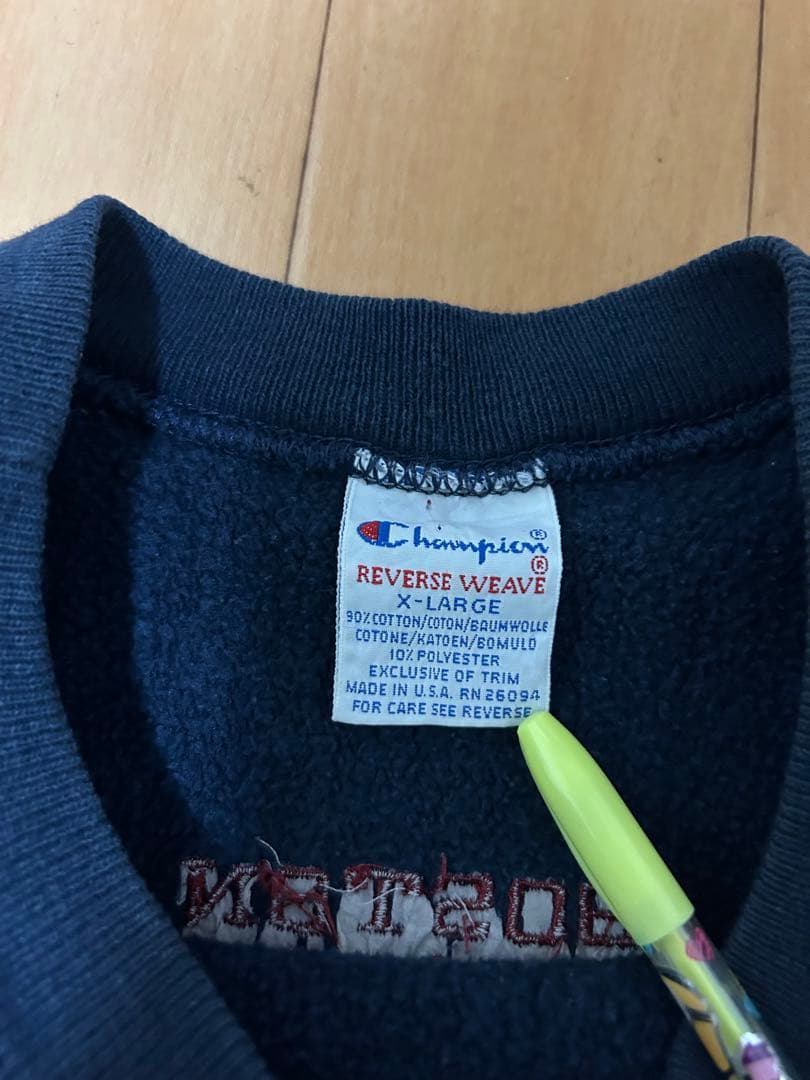 Champion®
REVERSE WEAVE®
X-LARGE
90% COTTON/COTON/BAUMWOLLE
COTONE/KATOEN/BOMULD
10% POLYESTER
EXCLUSIVE OF TRIM
MADE IN U.S.A. RN 26094
FOR CARE SEE REVERSE